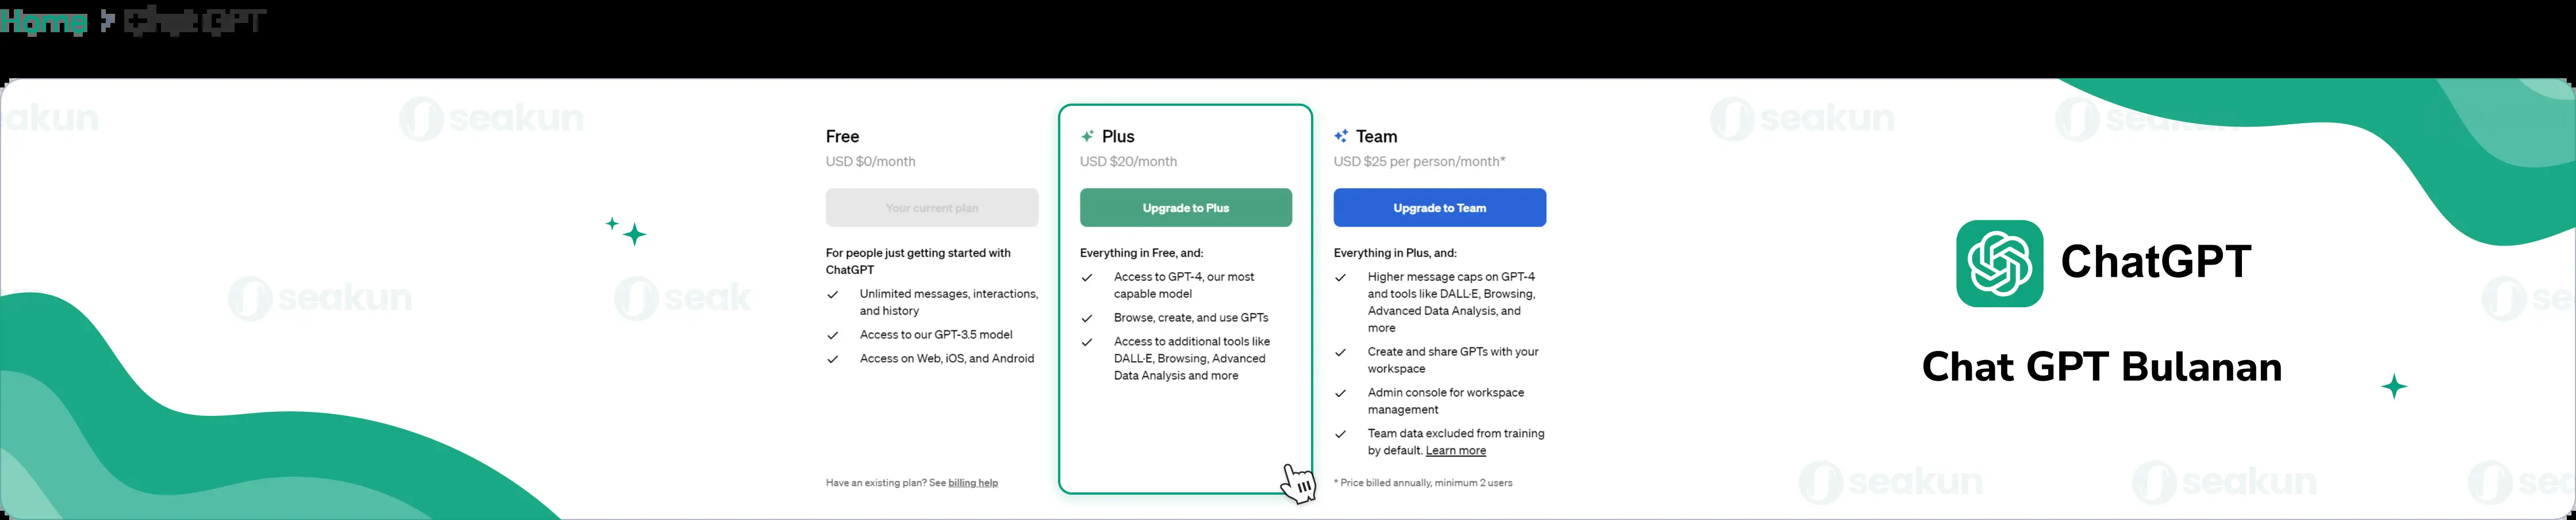 Home > ChatGPT
akun
seakun
seakun
seakun
seakun
seak
se
seakun
seakun
sea
Free
USD $0/month
Your current plan
For people just getting started with
ChatGPT
Unlimited messages, interactions,
and history
Access to our GPT-3.5 model
Access on Web, iOS, and Android
Have an existing plan? See billing help
Plus
USD $20/month
Upgrade to Plus
Everything in Free, and:
Access to GPT-4, our most
capable model
Browse, create, and use GPTs
Access to additional tools like
DALL·E, Browsing, Advanced
Data Analysis and more
Team
USD $25 per person/month*
Upgrade to Team
Everything in Plus, and:
Higher message caps on GPT-4
and tools like DALL·E, Browsing,
Advanced Data Analysis, and
more
Create and share GPTs with your
workspace
Admin console for workspace
management
Team data excluded from training
by default. Learn more
* Price billed annually, minimum 2 users
ChatGPT
Chat GPT Bulanan